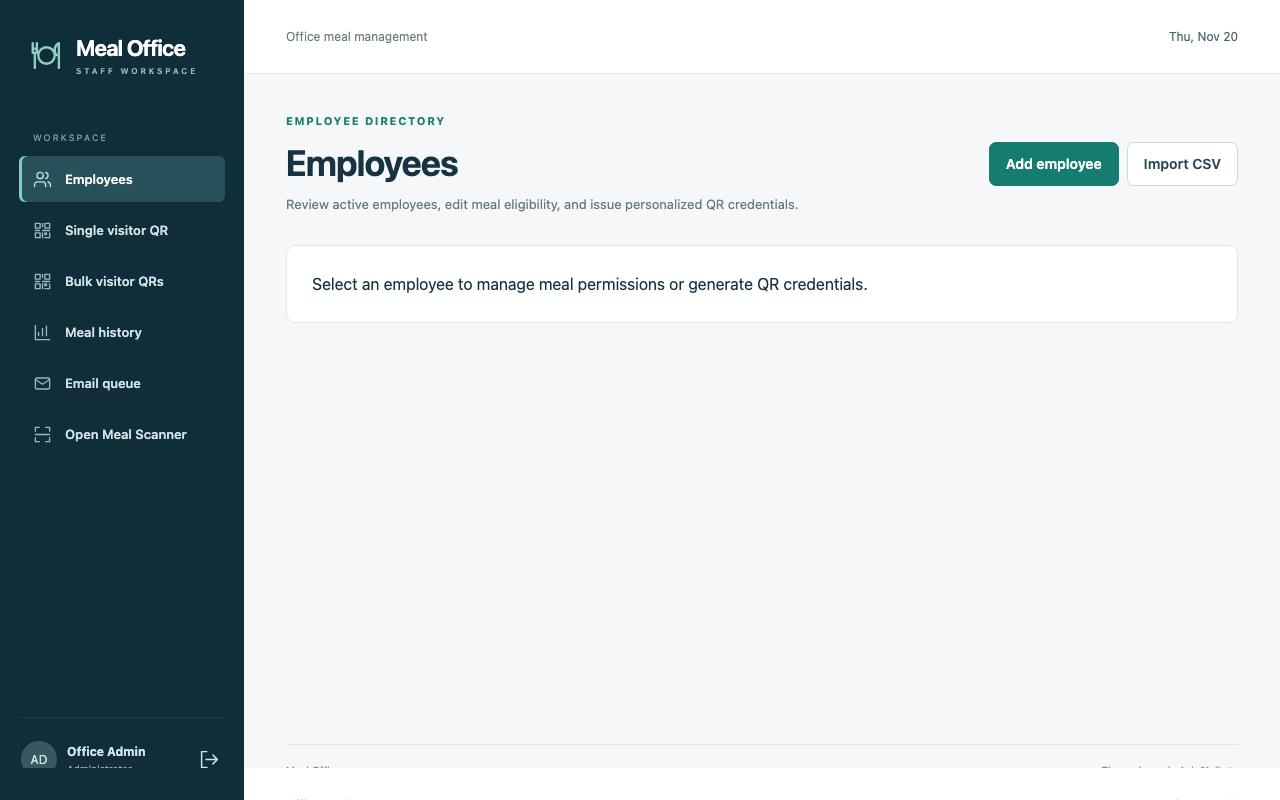 Meal Office
STAFF WORKSPACE
WORKSPACE
Employees
Single visitor QR
Bulk visitor QRs
Meal history
Email queue
Open Meal Scanner
AD
Office Admin
Office meal management
Thu, Nov 20
EMPLOYEE DIRECTORY
Employees
Add employee
Import CSV
Review active employees, edit meal eligibility, and issue personalized QR credentials.
Select an employee to manage meal permissions or generate QR credentials.